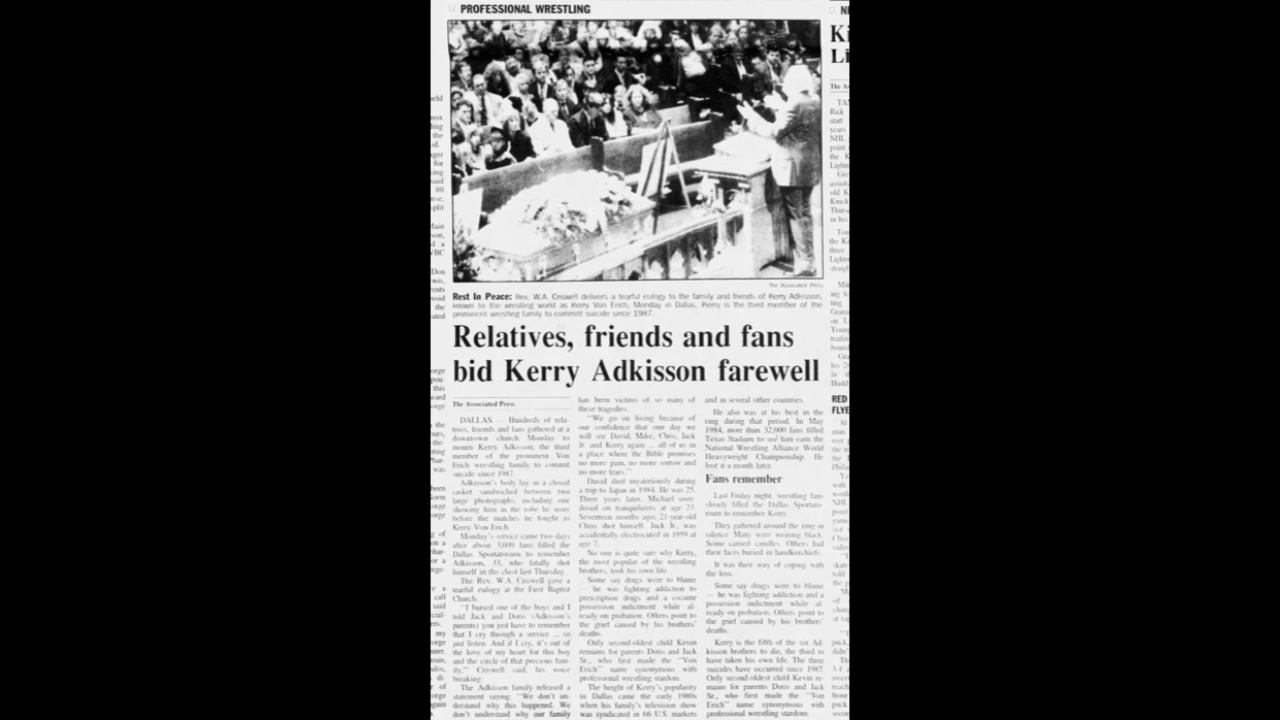 PROFESSIONAL WRESTLING
The Associated Press
Rest In Peace: Rev. W.A. Criswell delivers a tearful eulogy to the family and friends of Kerry Adkisson,
known to the wrestling world as Kerry Von Erich, Monday in Dallas. Kerry is the third member of the
prominent wrestling family to commit suicide since 1987.
Relatives, friends and fans
bid Kerry Adkisson farewell
The Associated Press
DALLAS — Hundreds of rela-
tives, friends and fans gathered at a
downtown church Monday to
mourn Kerry Adkisson, the third
member of the prominent Von
Erich wrestling family to commit
suicide since 1987.
Adkisson's body lay in a closed
casket sandwiched between two
large photographs, including one
showing him in the robe he wore
before the matches he fought as
Kerry Von Erich.
Monday's service came two days
after about 3,000 fans filled the
Dallas Sportatorium to remember
Adkisson, 33, who fatally shot
himself in the chest last Thursday.
The Rev. W.A. Criswell gave a
tearful eulogy at the First Baptist
Church.
"I buried one of the boys and I
told Jack and Doris (Adkisson's
parents) you just have to remember
that I cry through a service ... so
just listen. And if I cry, it's out of
the love of my heart for this boy
and the circle of that precious fam-
ily," Criswell said, his voice
breaking.
The Adkisson family released a
statement saying: "We don't un-
derstand why this happened. We
don't understand why our family
has been victims of so many of
these tragedies.
"We go on living because of
our confidence that one day we
will see David, Mike, Chris, Jack
Jr. and Kerry again ... all of us in
a place where the Bible promises
no more pain, no more sorrow and
no more tears."
David died mysteriously during
a trip to Japan in 1984. He was 25.
Three years later, Michael over-
dosed on tranquilizers at age 23.
Seventeen months ago, 21-year-old
Chris shot himself. Jack Jr., was
accidentally electrocuted in 1959 at
age 7.
No one is quite sure why Kerry,
the most popular of the wrestling
brothers, took his own life.
Some say drugs were to blame
— he was fighting addiction to
prescription drugs and a cocaine
possession indictment while al-
ready on probation. Others point to
the grief caused by his brothers'
deaths.
Only second-oldest child Kevin
remains for parents Doris and Jack
Sr., who first made the "Von
Erich" name synonymous with
professional wrestling stardom.
The height of Kerry's popularity
in Dallas came the early 1980s
when his family's television show
was syndicated in 66 U.S. markets
and in several other countries.
He also was at his best in the
ring during that period. In May
1984, more than 32,000 fans filled
Texas Stadium to see him earn the
National Wrestling Alliance World
Heavyweight Championship. He
lost it a month later.
Fans remember
Last Friday night, wrestling fans
slowly filled the Dallas Sportato-
rium to remember Kerry.
They gathered around the ring in
silence. Many were wearing black.
Some carried candles. Others had
their faces buried in handkerchiefs.
It was their way of coping with
the loss.
Some say drugs were to blame
— he was fighting addiction and a
possession indictment while al-
ready on probation. Others point to
the grief caused by his brothers'
deaths.
Kerry is the fifth of the six Ad-
kisson brothers to die, the third to
have taken his own life. The three
suicides have occurred since 1987.
Only second-oldest child Kevin re-
mains for parents Doris and Jack
Sr., who first made the "Von
Erich" name synonymous with
professional wrestling stardom.
RED
FLYE